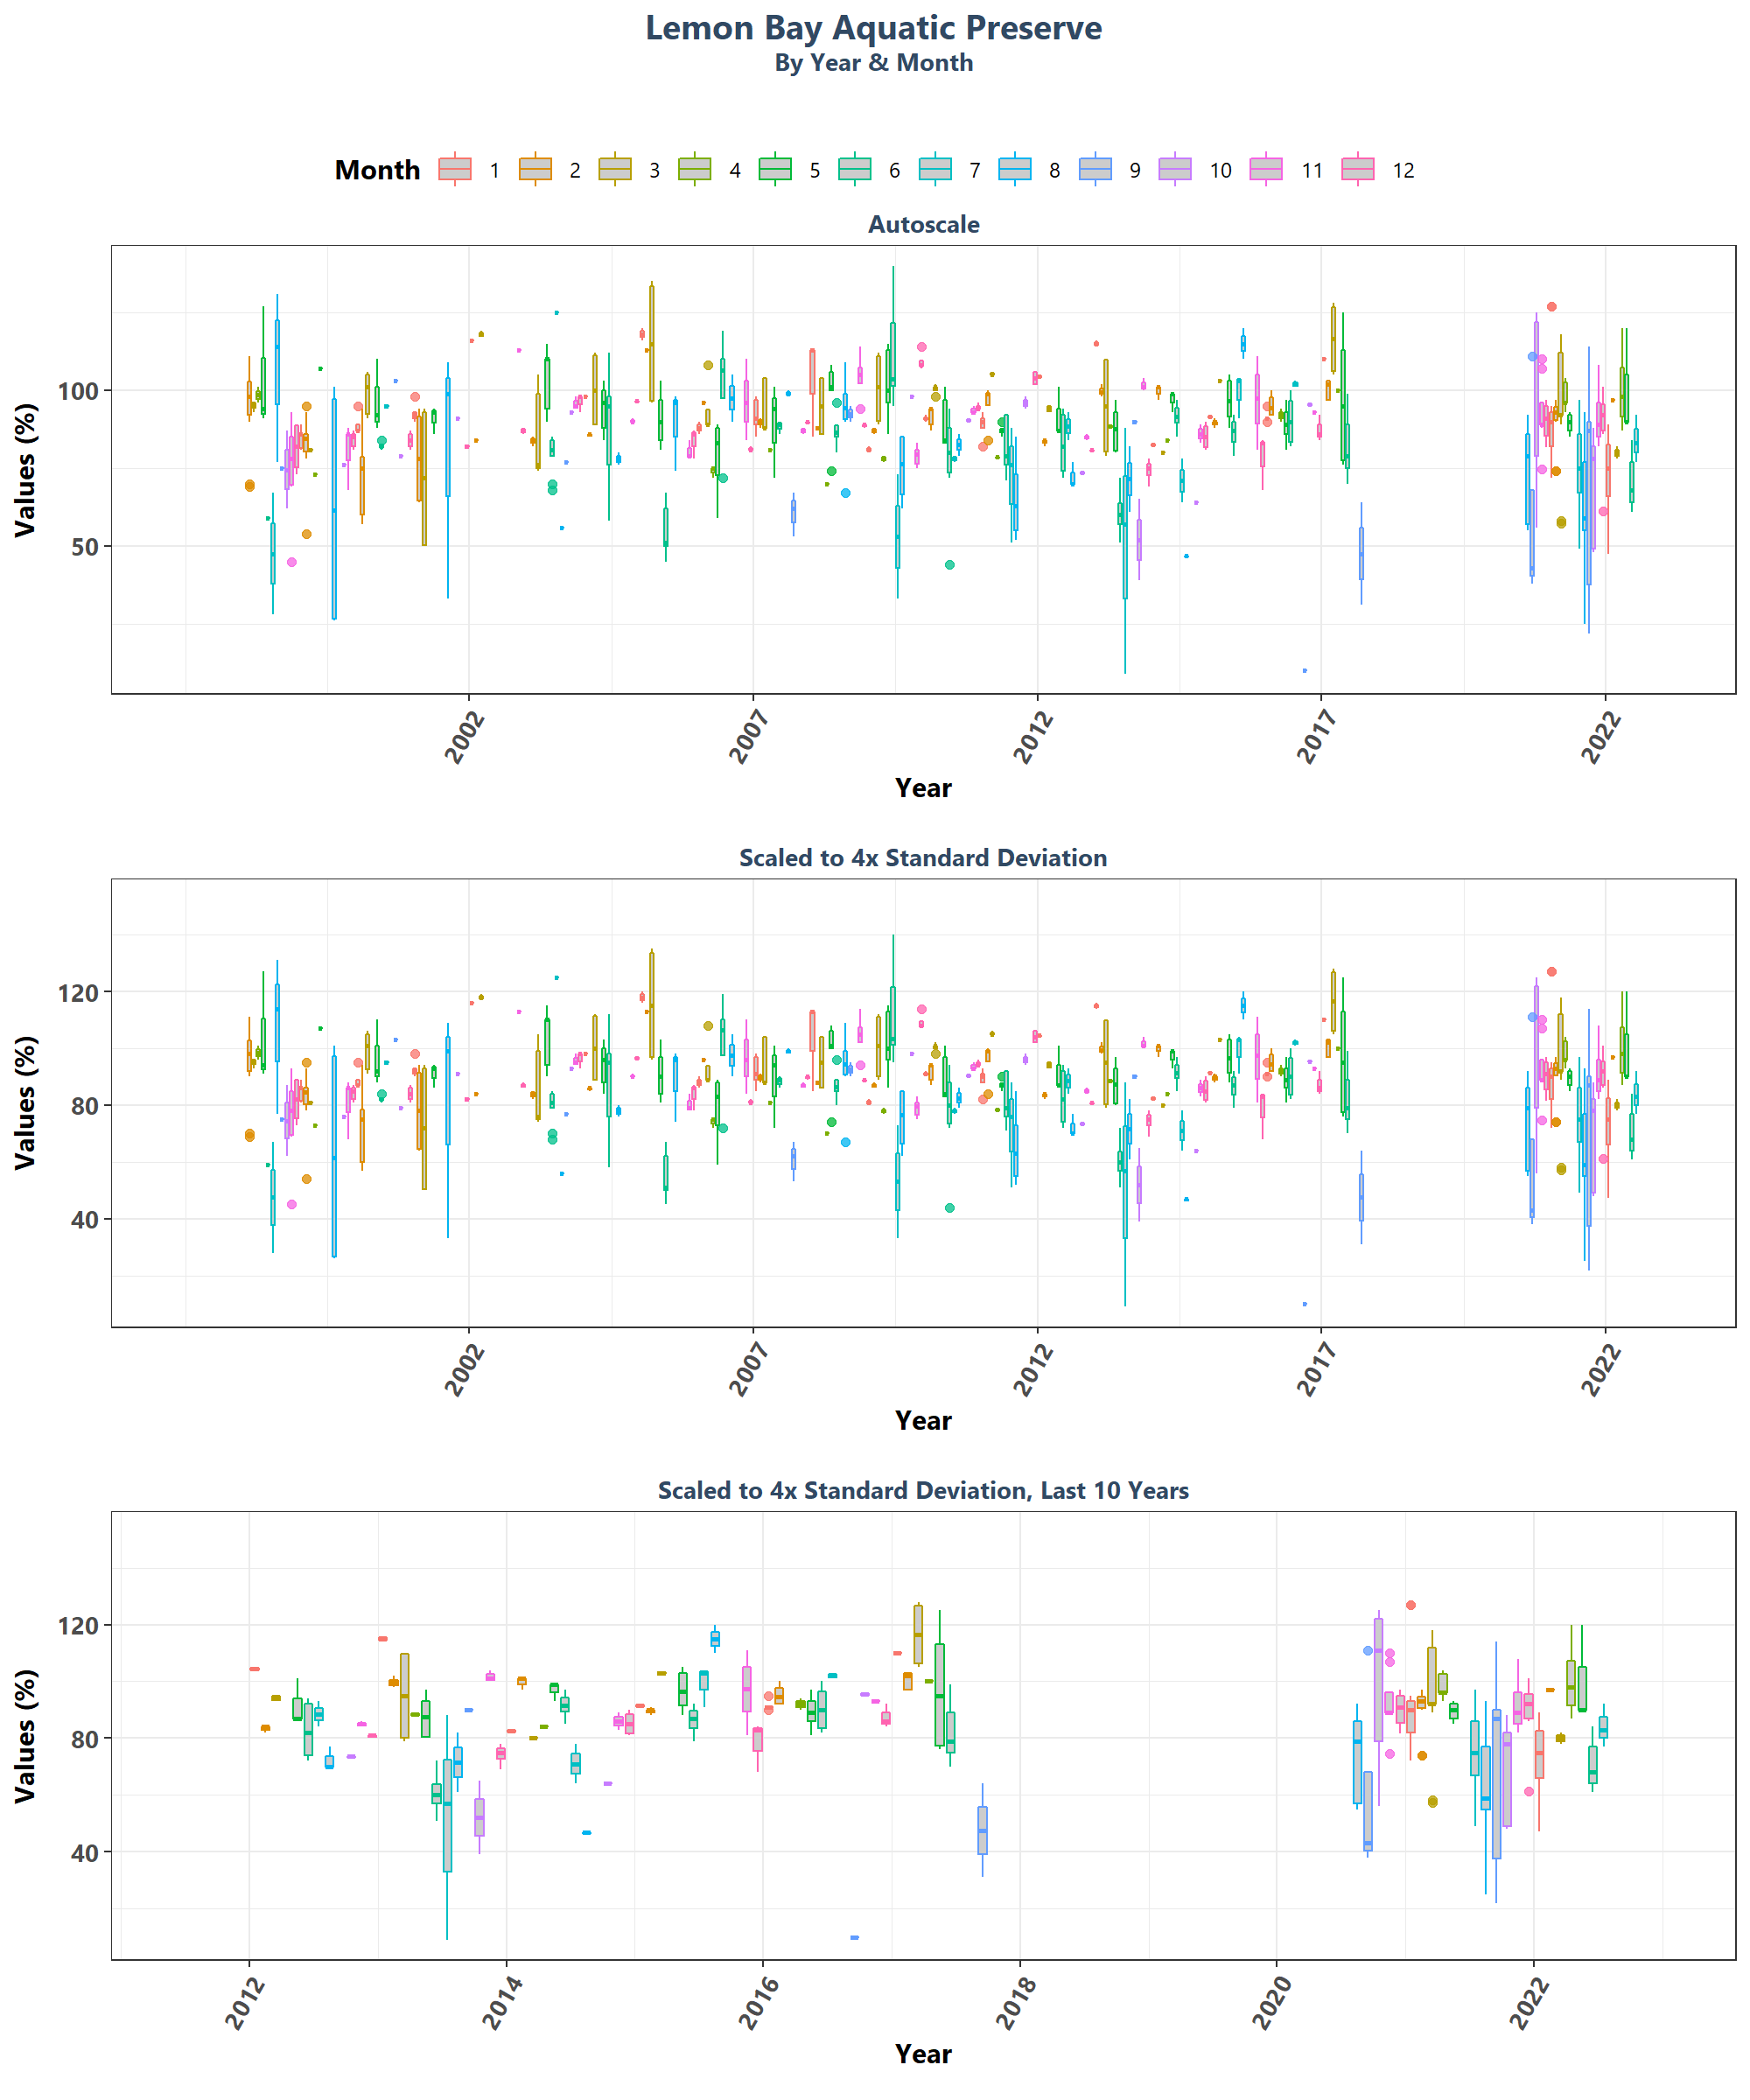 Lemon Bay Aquatic Preserve
By Year & Month
Month 1 2 3 4 5 6 7 8 9 10 11 12
Autoscale
Values (%)
100
50
2002 2007 2012 2017 2022
Year
Scaled to 4x Standard Deviation
Values (%)
120
80
40
2002 2007 2012 2017 2022
Year
Scaled to 4x Standard Deviation, Last 10 Years
Values (%)
120
80
40
2012 2014 2016 2018 2020 2022
Year